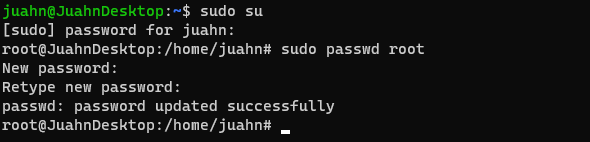 juahn@JuahnDesktop:~$ sudo su
[sudo] password for juahn:
root@JuahnDesktop:/home/juahn# sudo passwd root
New password:
Retype new password:
passwd: password updated successfully
root@JuahnDesktop:/home/juahn#